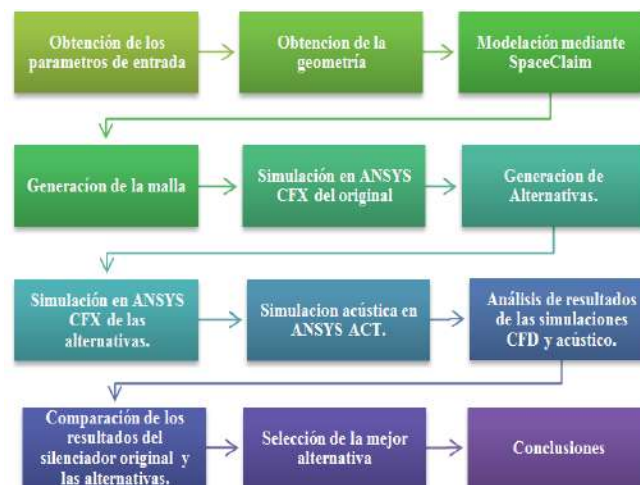 Obtención de los
parametros de entrada
Obtencion de la
geometría
Modelación mediante
SpaceClaim
Generacion de la malla
Simulación en ANSYS
CFX del original
Generacion de
Alternativas.
Simulación en ANSYS
CFX de las
alternativas.
Simulacion acústica en
ANSYS ACT.
Análisis de resultados
de las simulaciones
CFD y acústico.
Comparación de los
resultados del
silenciador original y
las alternativas.
Selección de la mejor
alternativa
Conclusiones